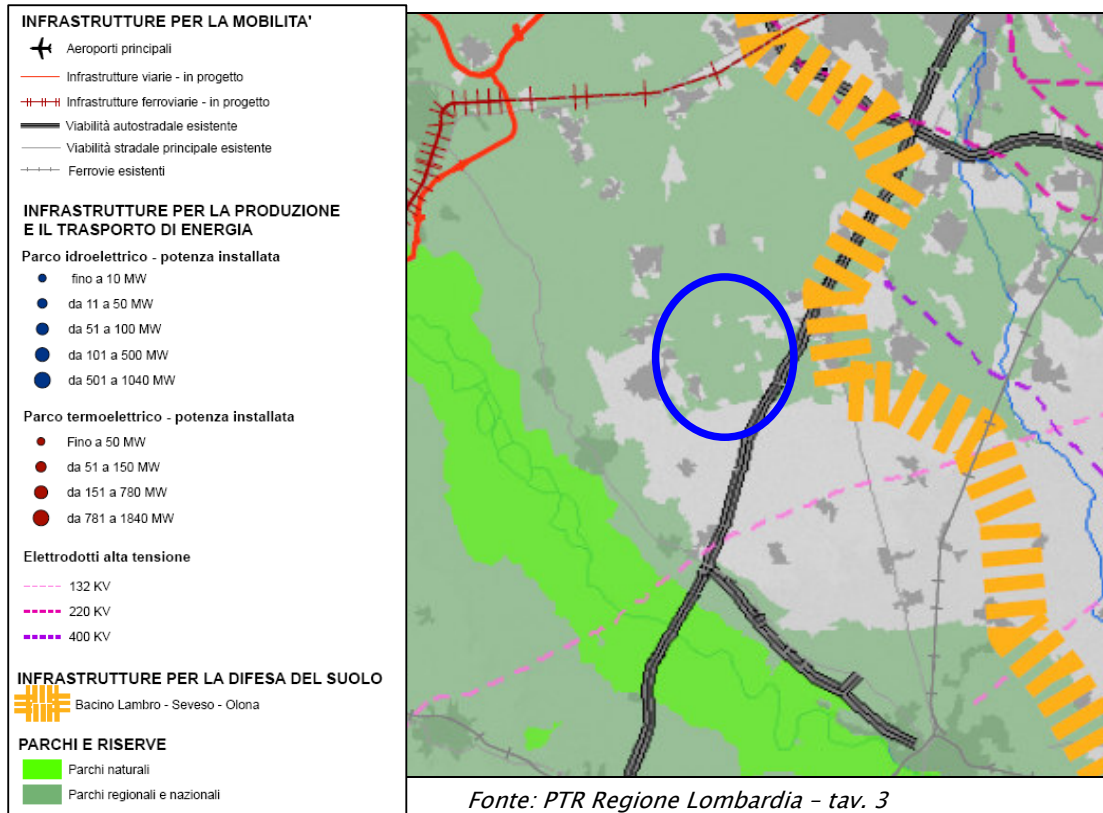 INFRASTRUTTURE PER LA MOBILITA'
Aeroporti principali
Infrastrutture viarie - in progetto
Infrastrutture ferroviarie - in progetto
Viabilità autostradale esistente
Viabilità stradale principale esistente
Ferrovie esistenti
INFRASTRUTTURE PER LA PRODUZIONE
E IL TRASPORTO DI ENERGIA
Parco idroelettrico - potenza installata
fino a 10 MW
da 11 a 50 MW
da 51 a 100 MW
da 101 a 500 MW
da 501 a 1040 MW
Parco termoelettrico - potenza installata
Fino a 50 MW
da 51 a 150 MW
da 151 a 780 MW
da 781 a 1840 MW
Elettrodotti alta tensione
132 KV
220 KV
400 KV
INFRASTRUTTURE PER LA DIFESA DEL SUOLO
Bacino Lambro - Seveso - Olona
PARCHI E RISERVE
Parchi naturali
Parchi regionali e nazionali
Fonte: PTR Regione Lombardia – tav. 3